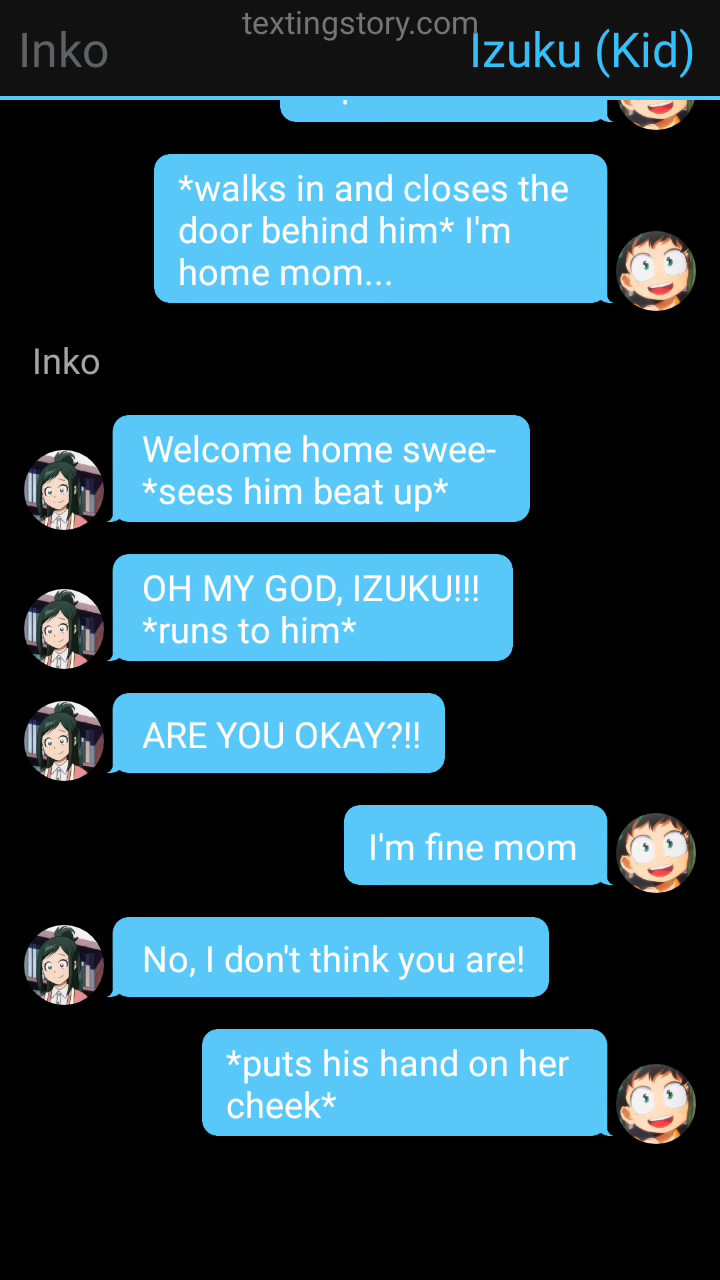 textingstory.com
Inko
Izuku (Kid)
*walks in and closes the
door behind him* I'm
home mom...
Inko
Welcome home swee-
*sees him beat up*
OH MY GOD, IZUKU!!!
*runs to him*
ARE YOU OKAY?!!
I'm fine mom
No, I don't think you are!
*puts his hand on her
cheek*